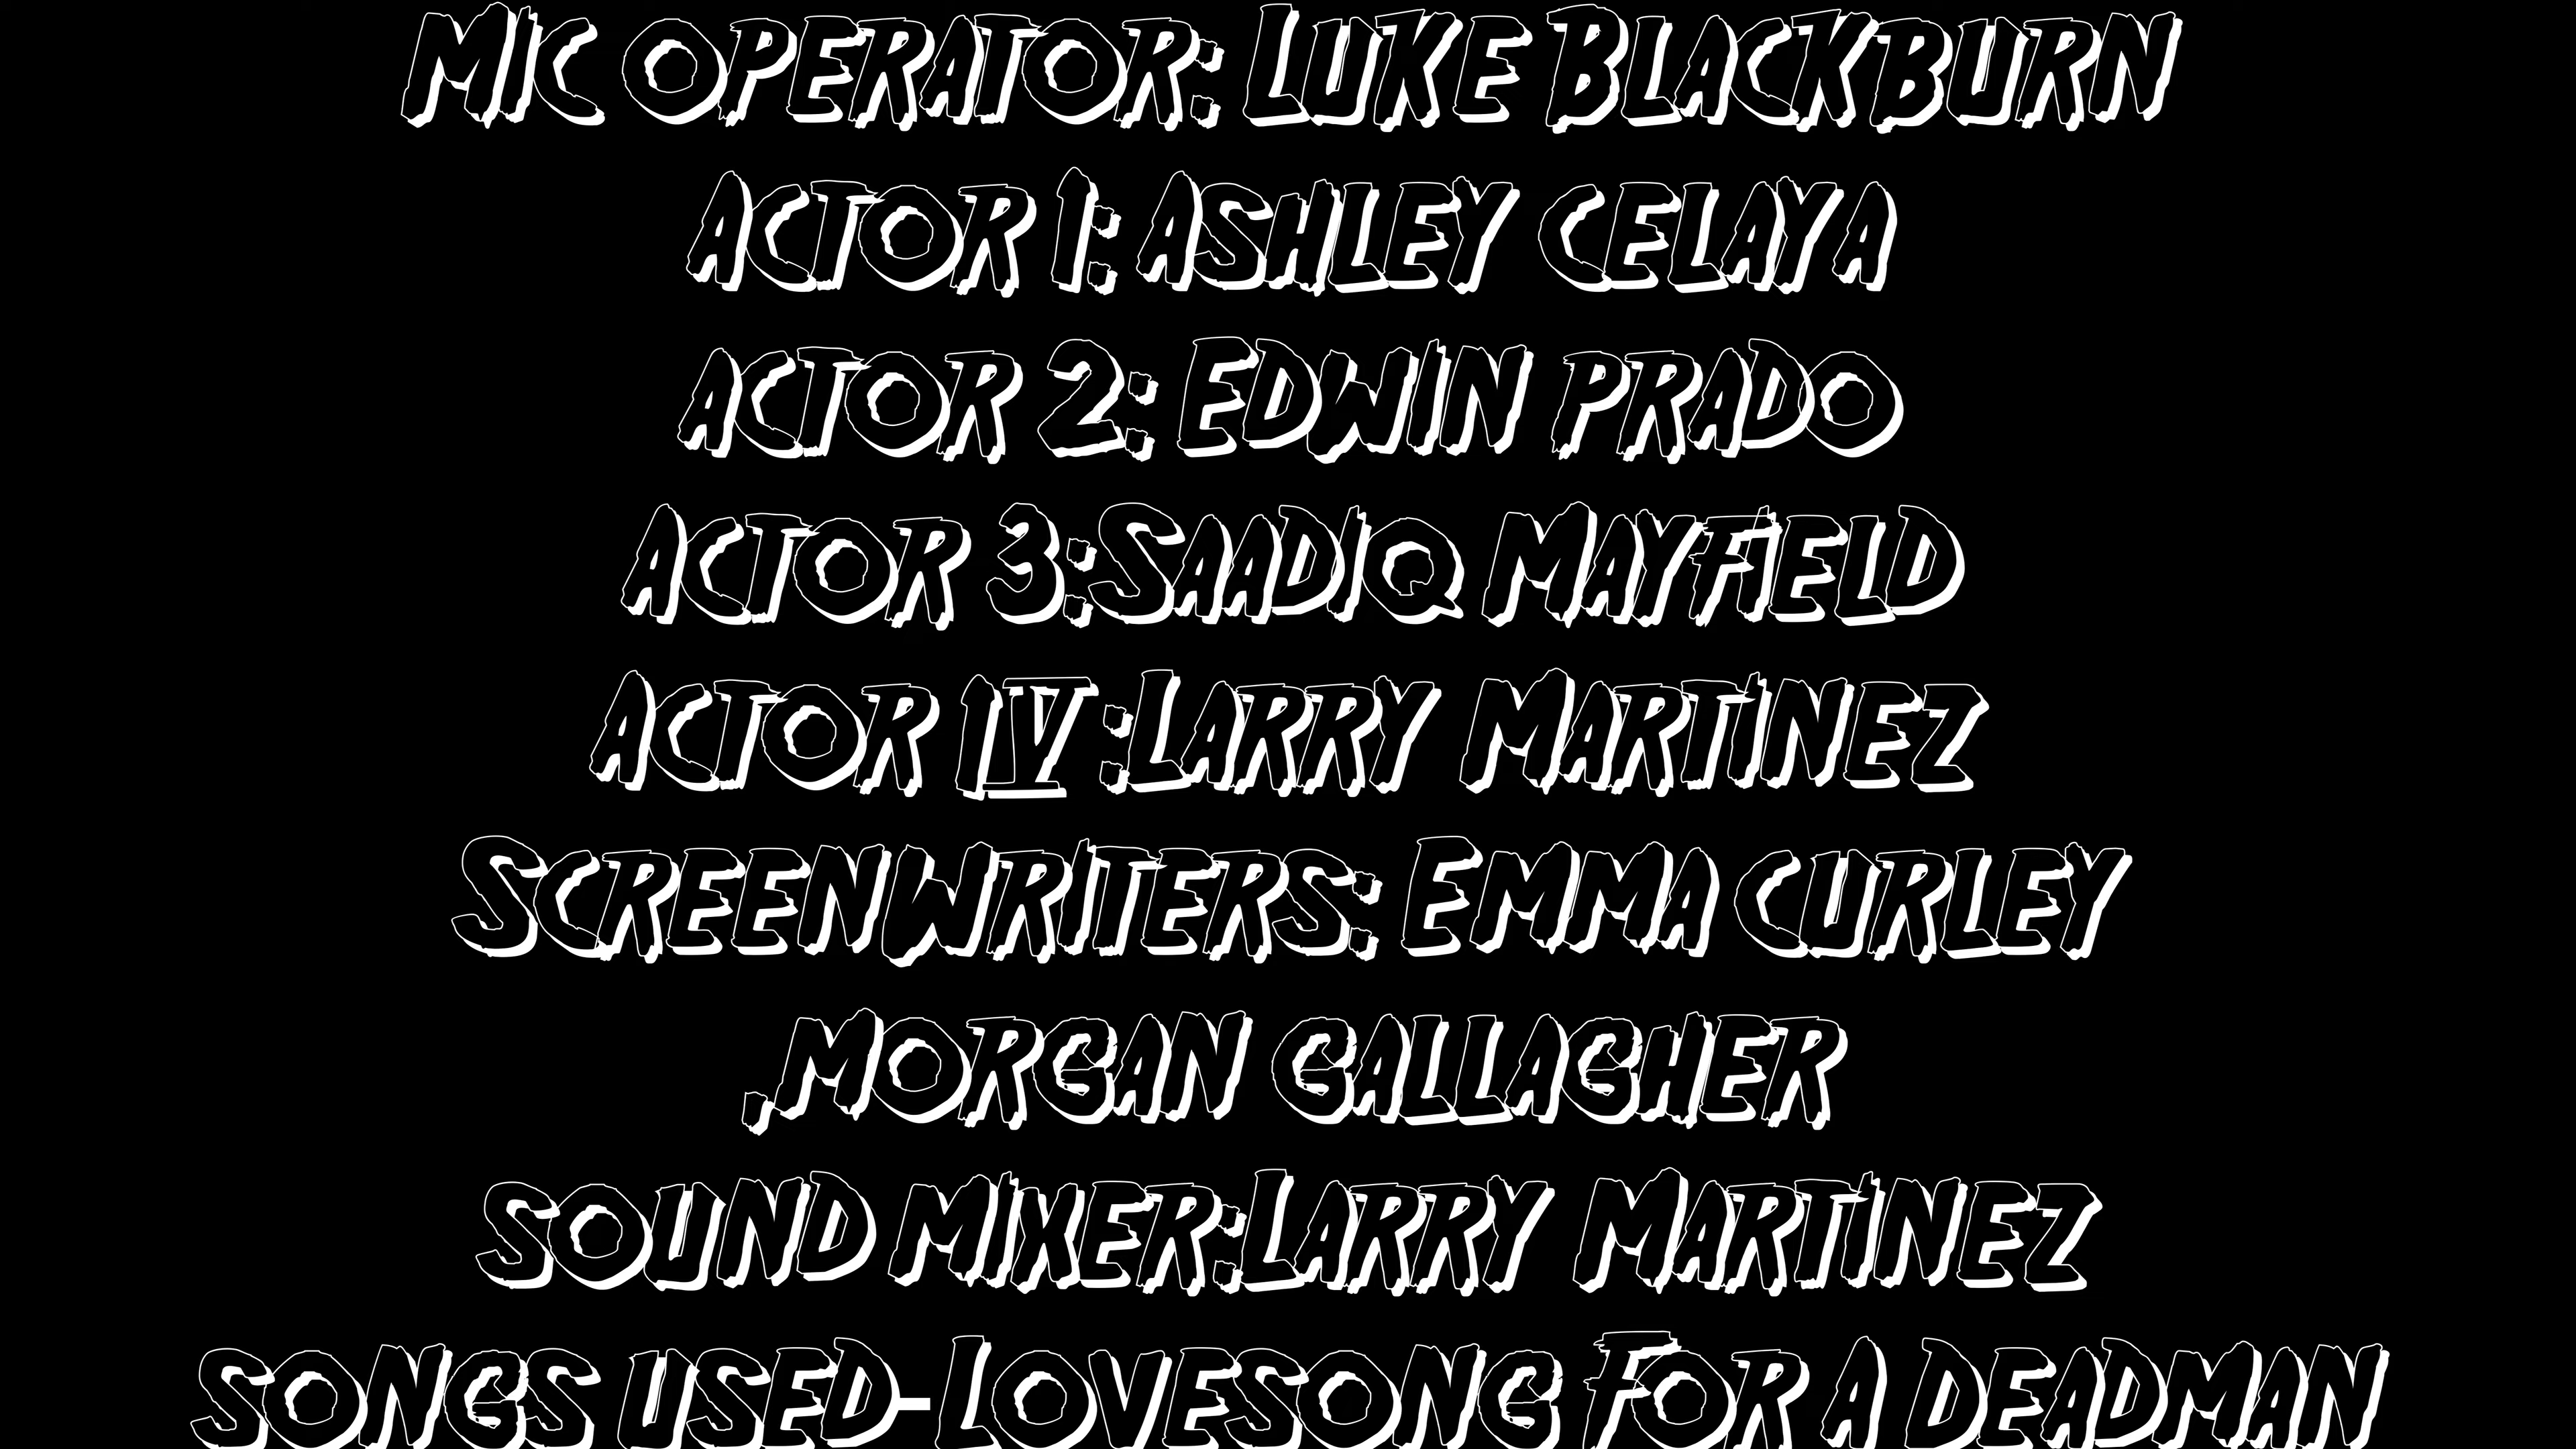 Mic Operator: Luke Blackburn
Actor 1: Ashley Celaya
Actor 2: Edwin Prado
Actor 3:Saadiq Mayfield
Actor IV :Larry Martinez
Screenwriters: Emma Curley
,Morgan Gallagher
Sound Mixer:Larry Martinez
Songs used-Lovesong For a Deadman